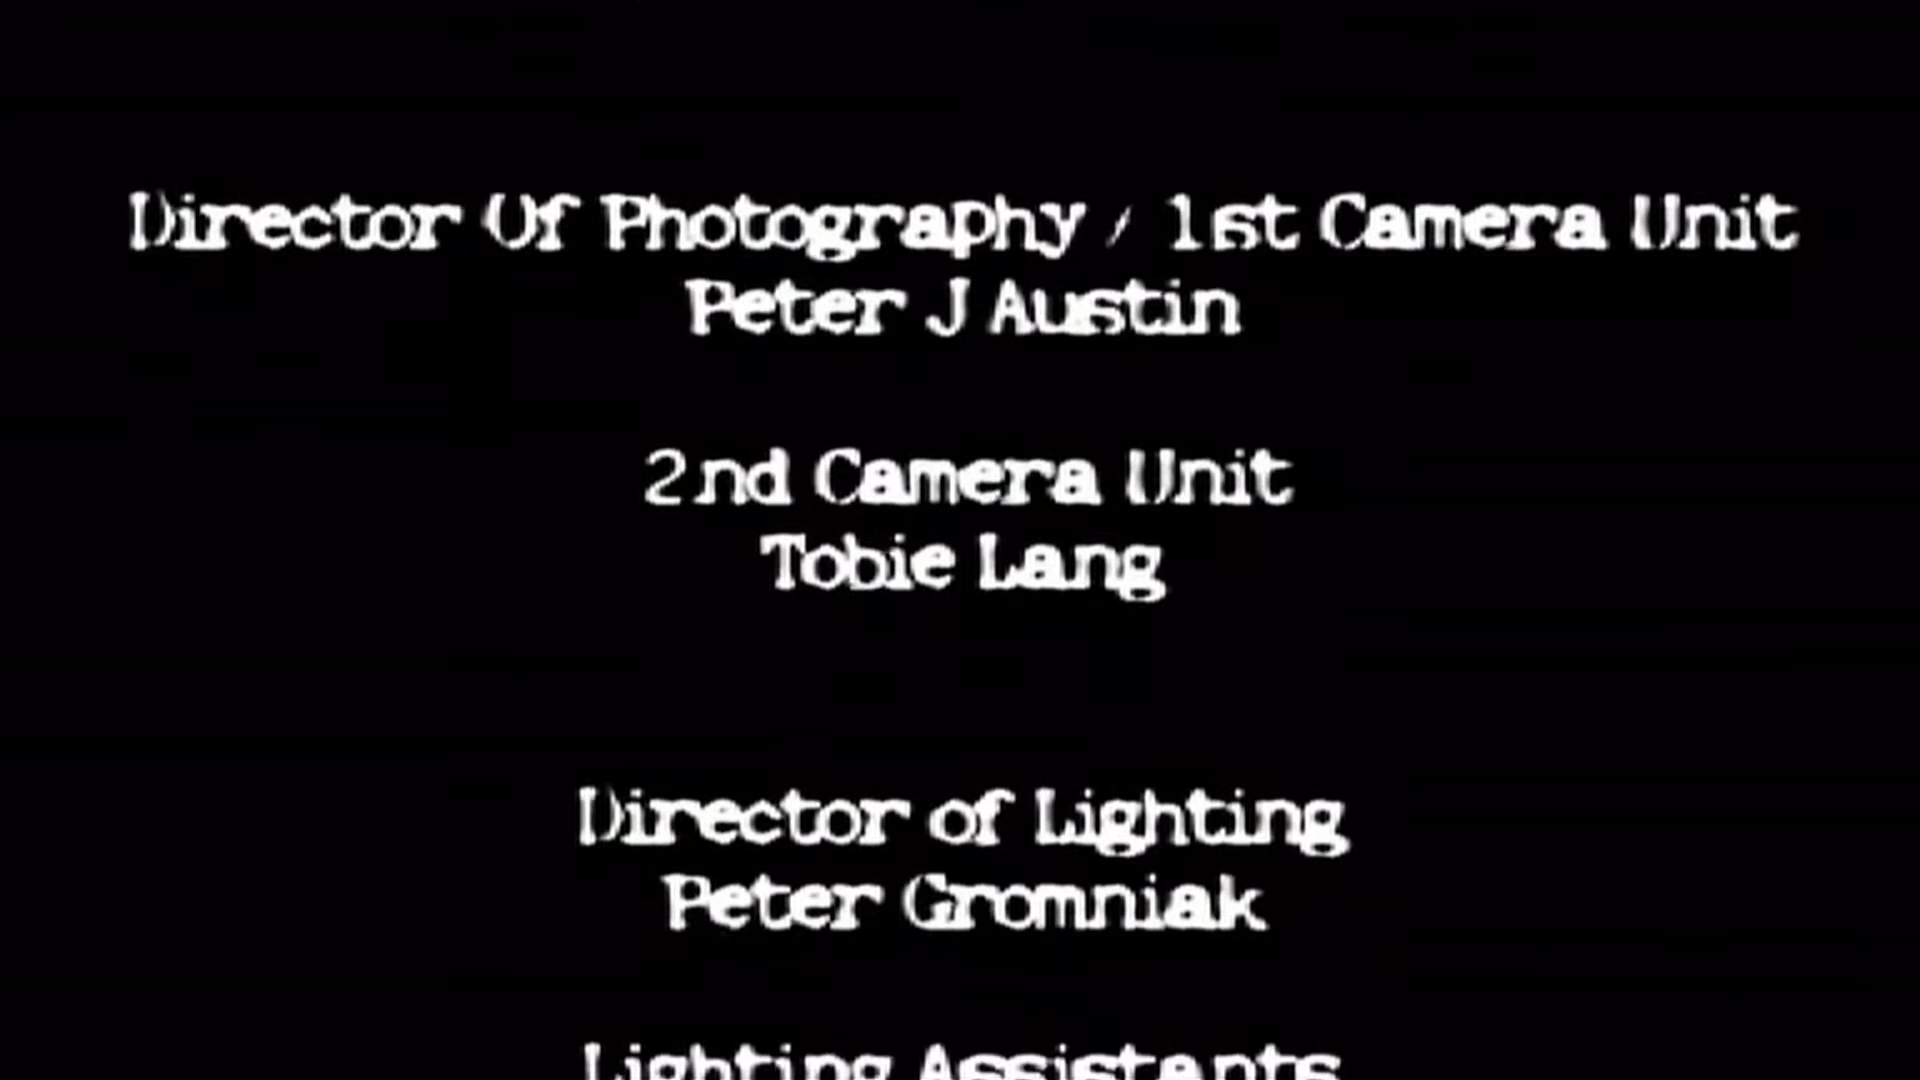 Director Of Photography / 1st Camera Unit
Peter J Austin
2nd Camera Unit
Tobie Lang
Director of Lighting
Peter Gromniak
Lighting Assistants